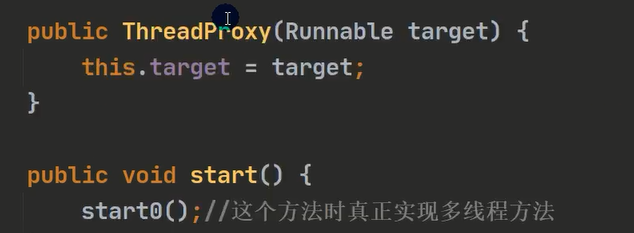 public ThreadProxy(Runnable target) {
this.target = target;
}
public void start() {
start0();//这个方法时真正实现多线程方法